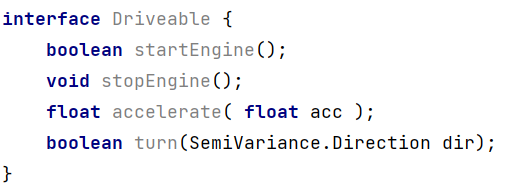 interface Driveable {
    boolean startEngine();
    void stopEngine();
    float accelerate( float acc );
    boolean turn(SemiVariance.Direction dir);
}